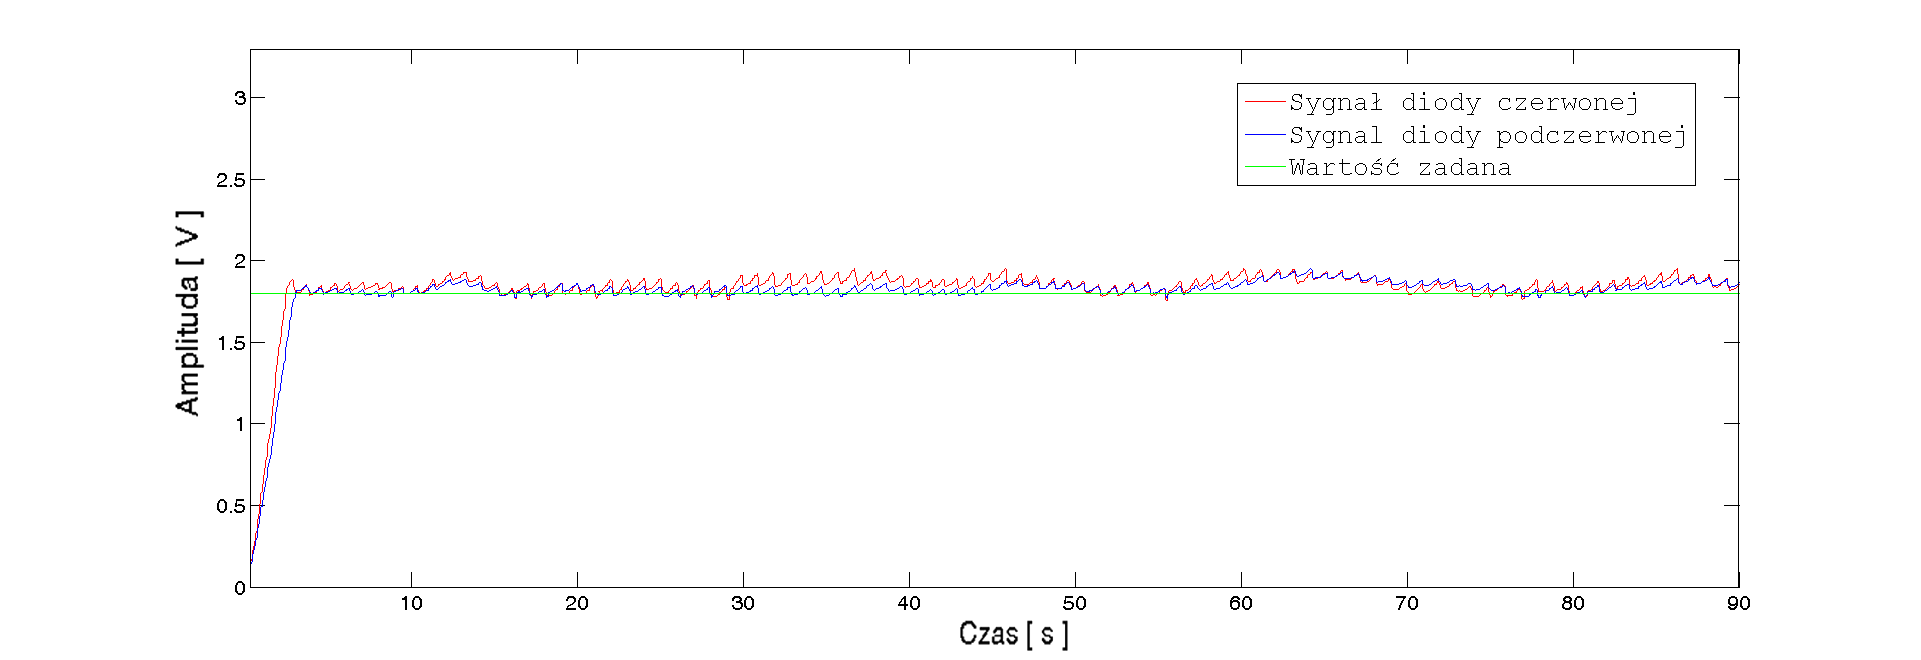 3
2.5
2
1.5
1
0.5
0
Amplituda [ V ]
Sygnał diody czerwonej
Sygnal diody podczerwonej
Wartość zadana
10 20 30 40 50 60 70 80 90
Czas [ s ]